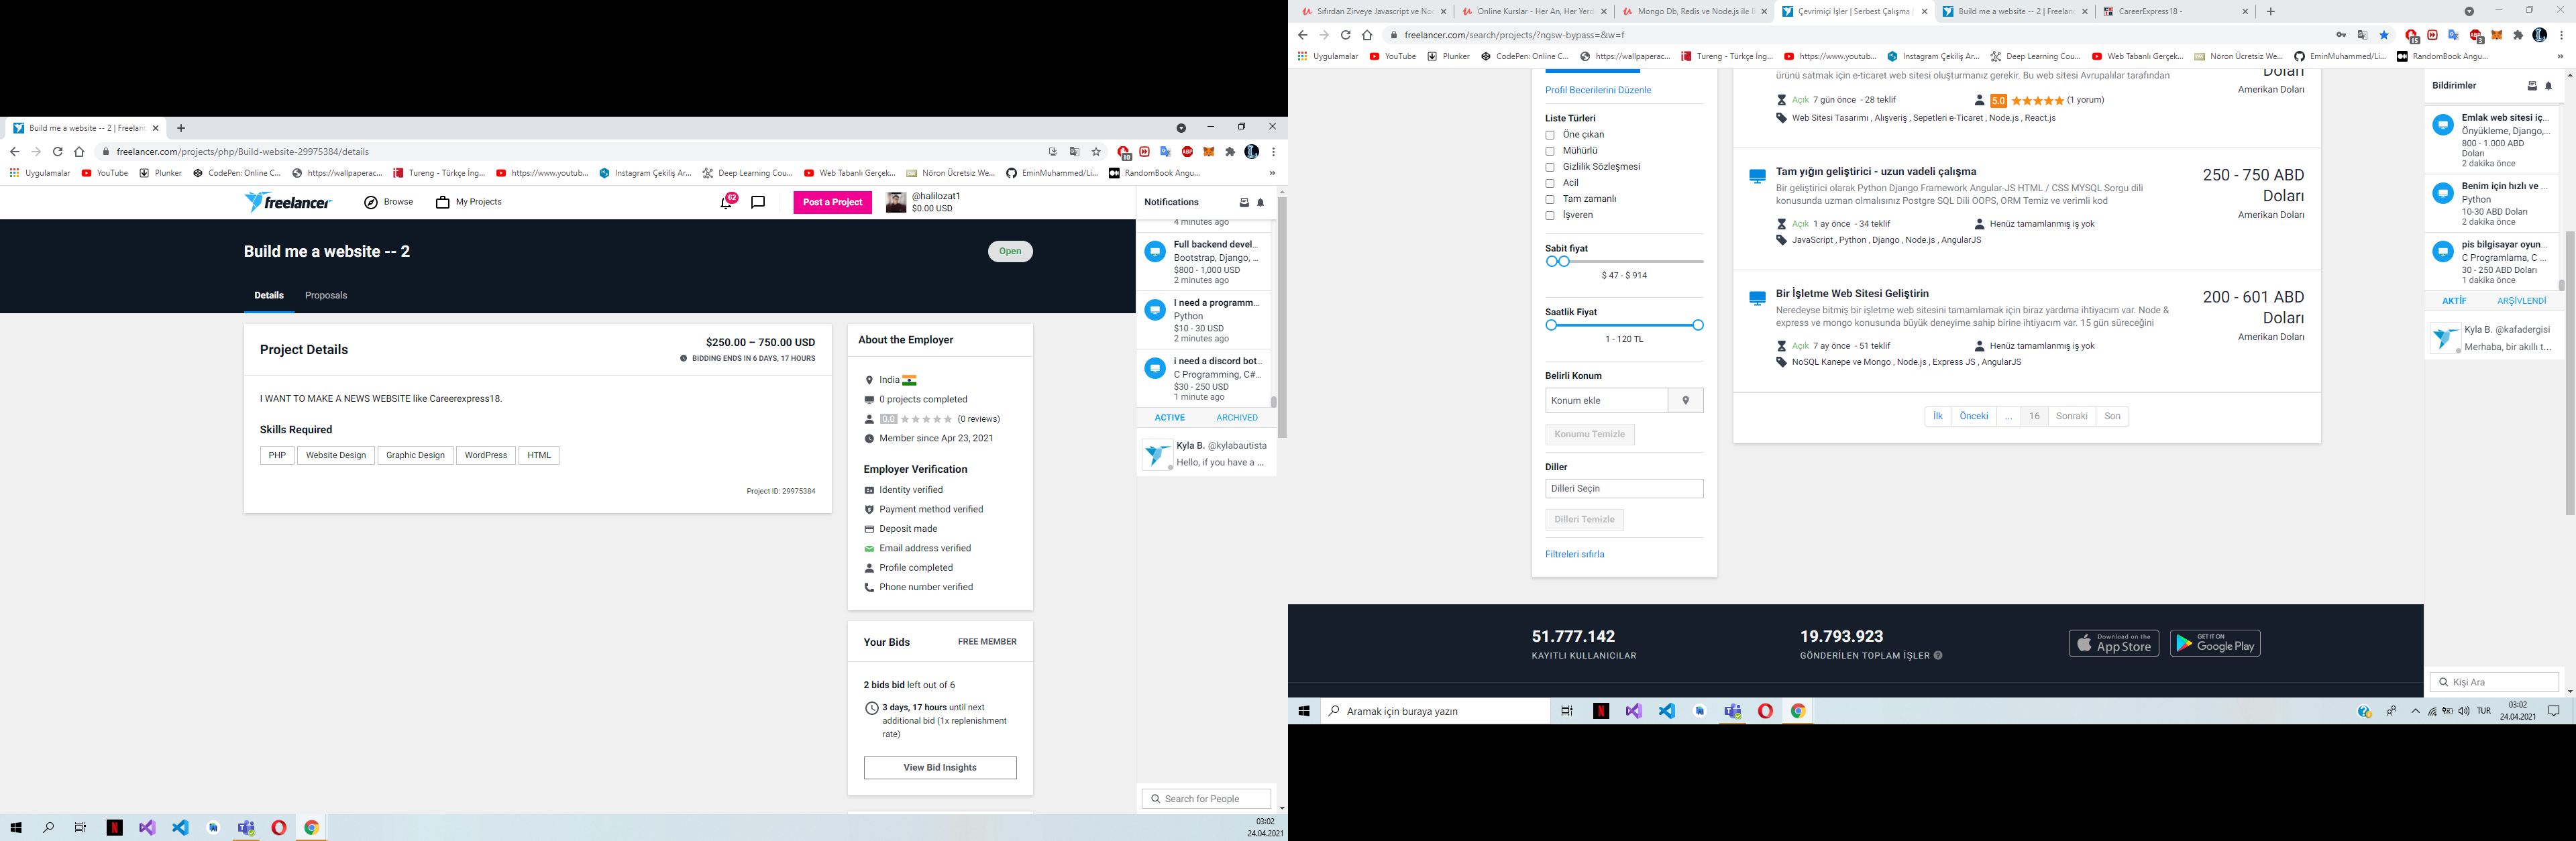 Build me a website -- 2 | Freelanc
freelancer.com/projects/php/Build-website-29975384/details
10
Uygulamalar
YouTube
Plunker
CodePen: Online C...
https://wallpaperac...
Tureng - Türkçe İng...
https://www.youtub...
Instagram Çekiliş Ar...
Deep Learning Cou...
Web Tabanlı Gerçek...
Nöron Ücretsiz We...
EminMuhammed/Li...
RandomBook Angu...
freelancer
Browse
My Projects
62
Post a Project
@halilozat1
$0.00 USD
Build me a website -- 2
Open
Details
Proposals
Project Details
$250.00 – 750.00 USD
BIDDING ENDS IN 6 DAYS, 17 HOURS
I WANT TO MAKE A NEWS WEBSITE like Careerexpress18.
Skills Required
PHP
Website Design
Graphic Design
WordPress
HTML
Project ID: 29975384
About the Employer
India
0 projects completed
0.0 (0 reviews)
Member since Apr 23, 2021
Employer Verification
Identity verified
Payment method verified
Deposit made
Email address verified
Profile completed
Phone number verified
Your Bids
FREE MEMBER
2 bids bid left out of 6
3 days, 17 hours until next
additional bid (1x replenishment
rate)
View Bid Insights
Notifications
4 minutes ago
Full backend devel...
Bootstrap, Django, ...
$800 - 1,000 USD
2 minutes ago
I need a programm...
Python
$10 - 30 USD
2 minutes ago
i need a discord bot...
C Programming, C#...
$30 - 250 USD
1 minute ago
ACTIVE
ARCHIVED
Kyla B. @kylabautista
Hello, if you have a ...
Search for People
03:02
24.04.2021
Sıfırdan Zirveye Javascript ve No
Online Kurslar - Her An, Her Yerd
Mongo Db, Redis ve Node.js ile
Çevrimiçi İşler | Serbest Çalışma |
Build me a website -- 2 | Freelanc
CareerExpress18 -
freelancer.com/search/projects/?ngsw-bypass=&w=f
15
3
Uygulamalar
YouTube
Plunker
CodePen: Online C...
https://wallpaperac...
Tureng - Türkçe İng...
https://www.youtub...
Instagram Çekiliş Ar...
Deep Learning Cou...
Web Tabanlı Gerçek...
Nöron Ücretsiz We...
EminMuhammed/Li...
RandomBook Angu...
Profil Becerilerini Düzenle
Liste Türleri
Öne çıkan
Mühürlü
Gizlilik Sözleşmesi
Acil
Tam zamanlı
İşveren
Sabit fiyat
$ 47 - $ 914
Saatlik Fiyat
1 - 120 TL
Belirli Konum
Konum ekle
Konumu Temizle
Diller
Dilleri Seçin
Dilleri Temizle
Filtreleri sıfırla
ürünü satmak için e-ticaret web sitesi oluşturmanız gerekir. Bu web sitesi Avrupalılar tarafından
Doları
Amerikan Doları
Açık 7 gün önce - 28 teklif
5.0 (1 yorum)
Web Sitesi Tasarımı , Alışveriş , Sepetleri e-Ticaret , Node.js , React.js
Tam yığın geliştirici - uzun vadeli çalışma
250 - 750 ABD
Doları
Amerikan Doları
Bir geliştirici olarak Python Django Framework Angular-JS HTML / CSS MYSQL Sorgu dili
konusunda uzman olmalısınız Postgre SQL Dili OOPS, ORM Temiz ve verimli kod
Açık 1 ay önce - 34 teklif
Henüz tamamlanmış iş yok
JavaScript , Python , Django , Node.js , AngularJS
Bir İşletme Web Sitesi Geliştirin
200 - 601 ABD
Doları
Amerikan Doları
Neredeyse bitmiş bir işletme web sitesini tamamlamak için biraz yardıma ihtiyacım var. Node &
express ve mongo konusunda büyük deneyime sahip birine ihtiyacım var. 15 gün süreceğini
Açık 7 ay önce - 51 teklif
Henüz tamamlanmış iş yok
NoSQL Kanepe ve Mongo , Node.js , Express JS , AngularJS
İlk
Önceki
...
16
Sonraki
Son
51.777.142
KAYITLI KULLANICILAR
19.793.923
GÖNDERİLEN TOPLAM İŞLER
Download on the
App Store
GET IT ON
Google Play
Bildirimler
Emlak web sitesi iç...
Önyükleme, Django,...
800 - 1.000 ABD
Doları
2 dakika önce
Benim için hızlı ve ...
Python
10-30 ABD Doları
2 dakika önce
pis bilgisayar oyun...
C Programlama, C ...
30 - 250 ABD Doları
1 dakika önce
AKTİF
ARŞİVLENDİ
Kyla B. @kafadergisi
Merhaba, bir akıllı t...
Kişi Ara
Aramak için buraya yazın
TUR
03:02
24.04.2021